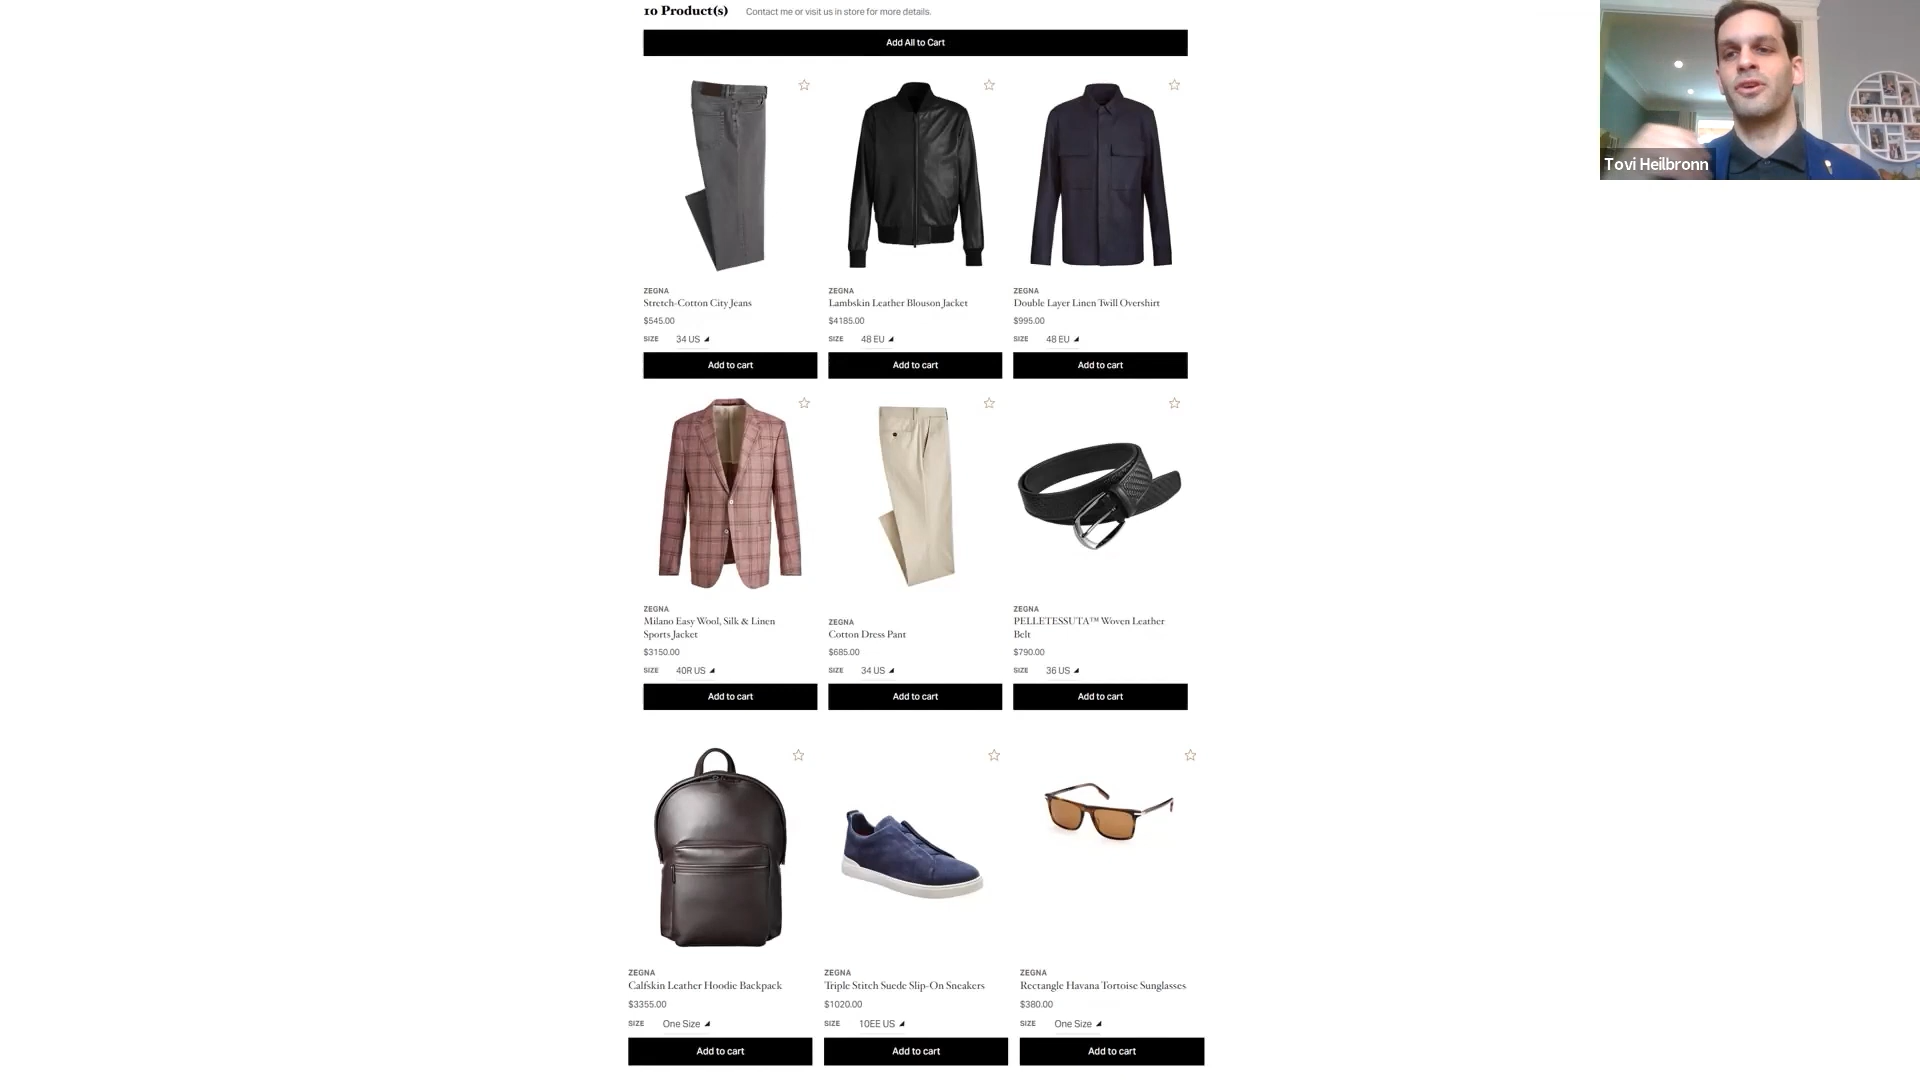 10 Product(s) Contact me or visit us in store for more details.
Add All to Cart
ZEGNA
Stretch-Cotton City Jeans
$545.00
SIZE 34 US
Add to cart
ZEGNA
Lambskin Leather Blouson Jacket
$4185.00
SIZE 48 EU
Add to cart
ZEGNA
Double Layer Linen Twill Overshirt
$995.00
SIZE 48 EU
Add to cart
ZEGNA
Milano Easy Wool, Silk & Linen
Sports Jacket
$3150.00
SIZE 40R US
Add to cart
ZEGNA
Cotton Dress Pant
$685.00
SIZE 34 US
Add to cart
ZEGNA
PELLETESSUTA™ Woven Leather
Belt
$790.00
SIZE 36 US
Add to cart
ZEGNA
Calfskin Leather Hoodie Backpack
$3355.00
SIZE One Size
Add to cart
ZEGNA
Triple Stitch Suede Slip-On Sneakers
$1020.00
SIZE 10EE US
Add to cart
ZEGNA
Rectangle Havana Tortoise Sunglasses
$380.00
SIZE One Size
Add to cart
Tovi Heilbronn